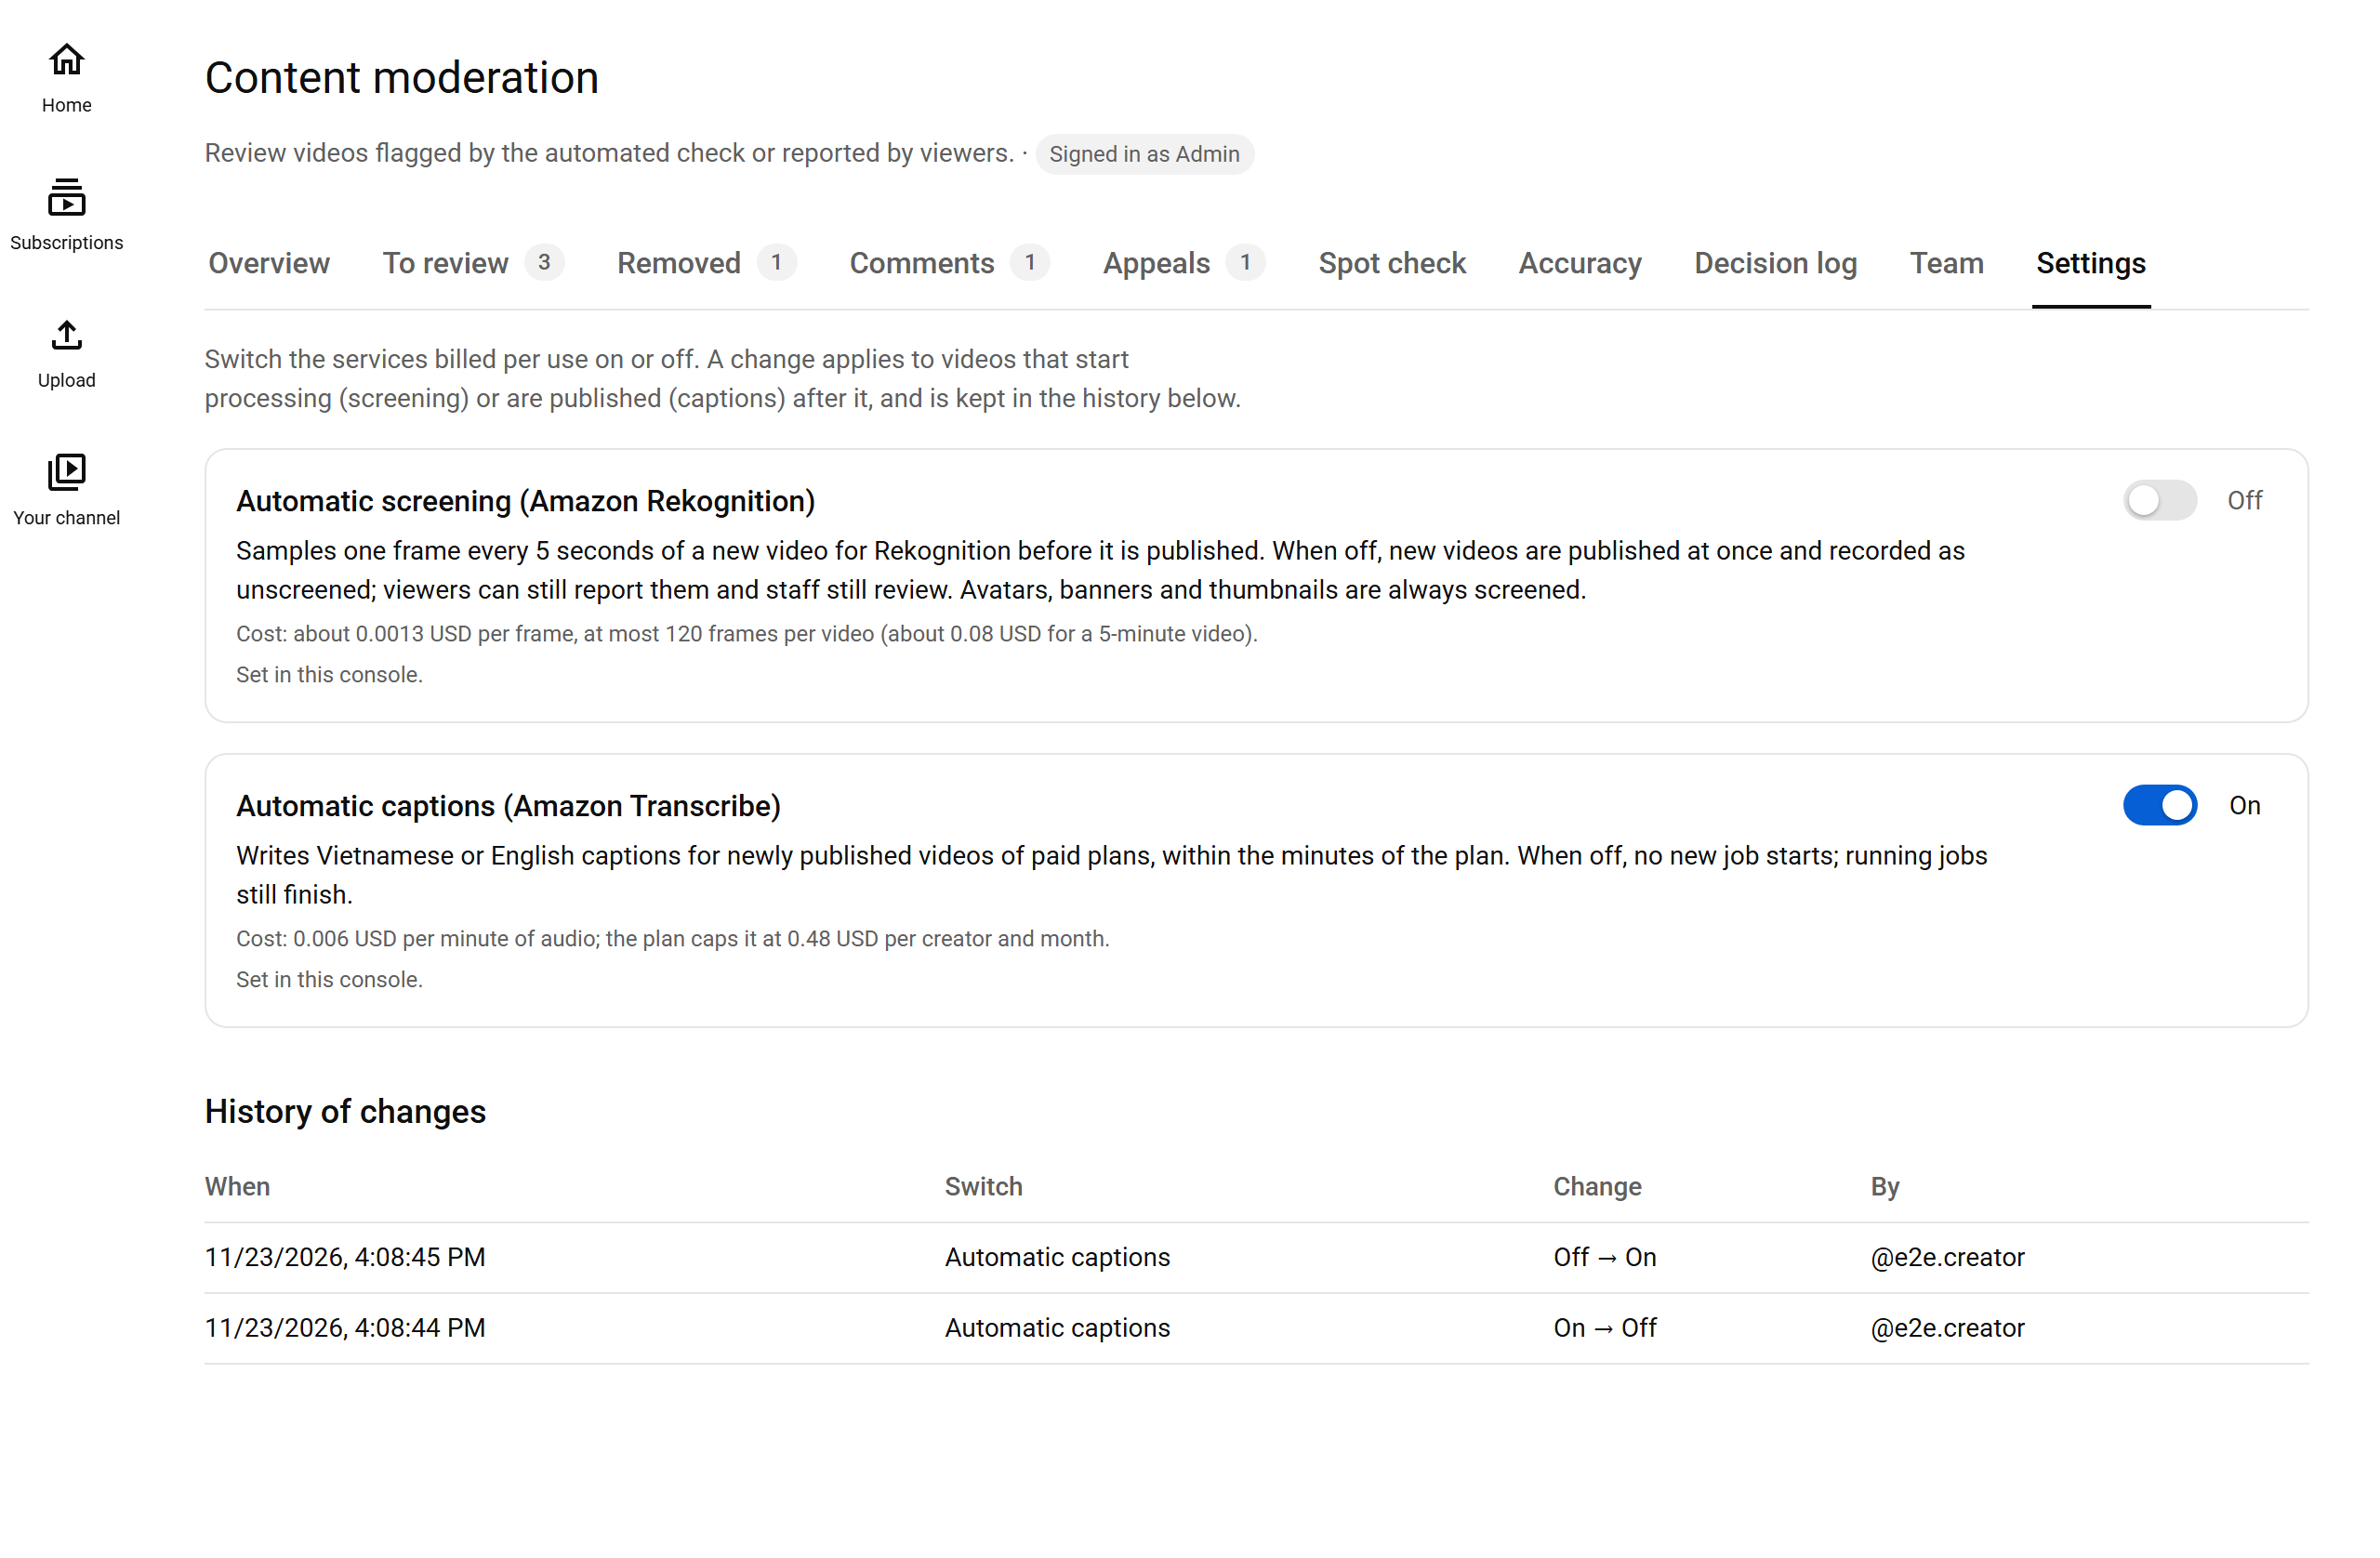 Home
Subscriptions
Upload
Your channel
Content moderation
Review videos flagged by the automated check or reported by viewers. · Signed in as Admin
Overview To review 3 Removed 1 Comments 1 Appeals 1 Spot check Accuracy Decision log Team Settings
Switch the services billed per use on or off. A change applies to videos that start
processing (screening) or are published (captions) after it, and is kept in the history below.
Automatic screening (Amazon Rekognition) Off
Samples one frame every 5 seconds of a new video for Rekognition before it is published. When off, new videos are published at once and recorded as
unscreened; viewers can still report them and staff still review. Avatars, banners and thumbnails are always screened.
Cost: about 0.0013 USD per frame, at most 120 frames per video (about 0.08 USD for a 5-minute video).
Set in this console.
Automatic captions (Amazon Transcribe) On
Writes Vietnamese or English captions for newly published videos of paid plans, within the minutes of the plan. When off, no new job starts; running jobs
still finish.
Cost: 0.006 USD per minute of audio; the plan caps it at 0.48 USD per creator and month.
Set in this console.
History of changes
When Switch Change By
11/23/2026, 4:08:45 PM Automatic captions Off → On @e2e.creator
11/23/2026, 4:08:44 PM Automatic captions On → Off @e2e.creator